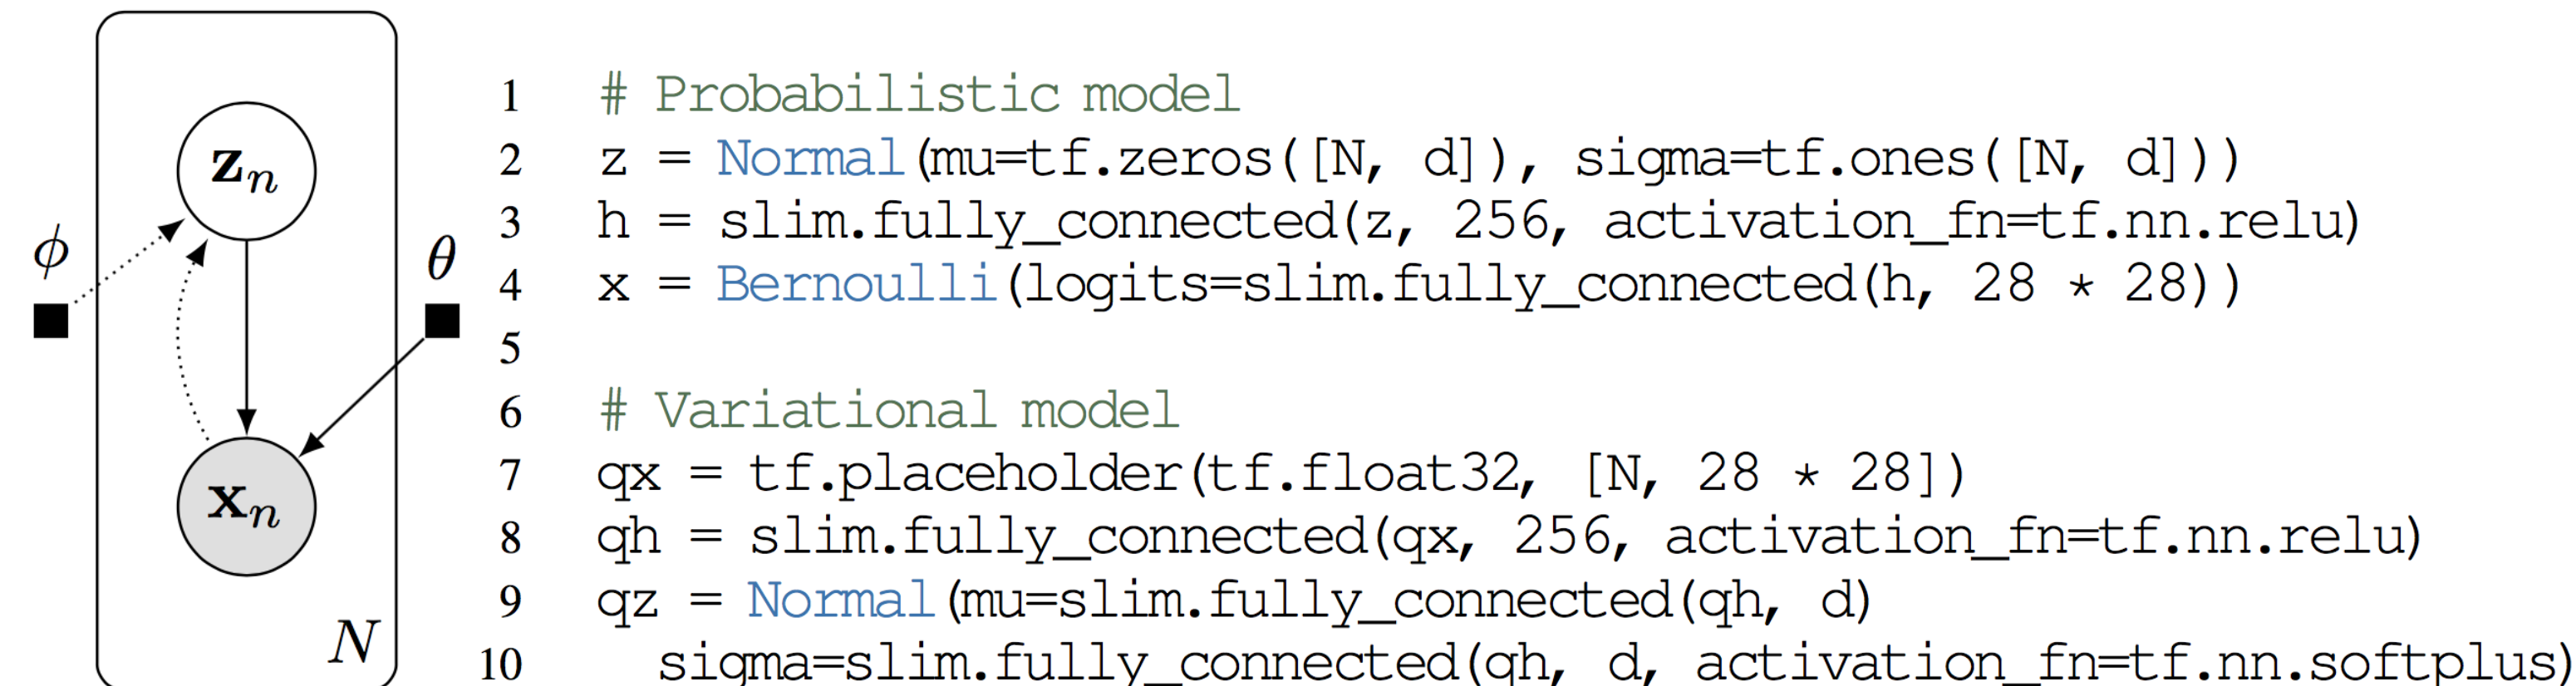 z_n
ϕ
θ
x_n
N
1 # Probabilistic model
2 z = Normal(mu=tf.zeros([N, d]), sigma=tf.ones([N, d]))
3 h = slim.fully_connected(z, 256, activation_fn=tf.nn.relu)
4 x = Bernoulli(logits=slim.fully_connected(h, 28 * 28))
5
6 # Variational model
7 qx = tf.placeholder(tf.float32, [N, 28 * 28])
8 qh = slim.fully_connected(qx, 256, activation_fn=tf.nn.relu)
9 qz = Normal(mu=slim.fully_connected(qh, d)
10 sigma=slim.fully_connected(qh, d, activation_fn=tf.nn.softplus)